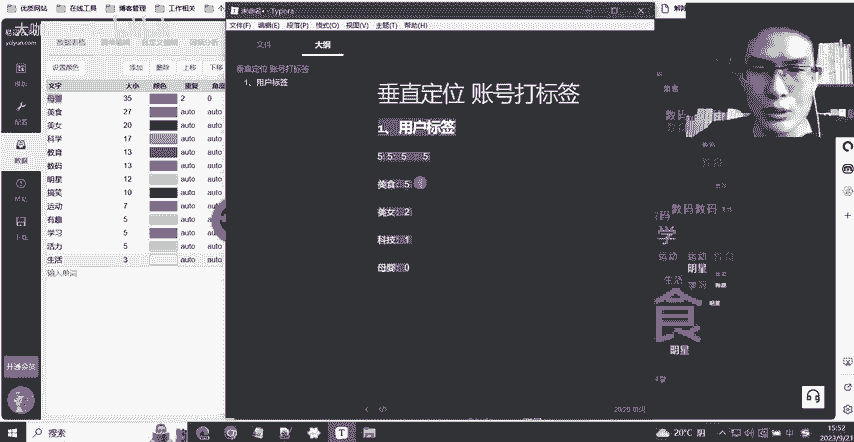 优质网站 在线工具 博客管理 工作相关
大咖
yciyun.com
数据
设置颜色 添加 删除 上移 下移
文字 大小 颜色 重复 角度
母婴 35 2 0
美食 27 auto auto
美女 20 auto auto
科学 17 auto auto
教育 13 auto auto
数码 13 auto auto
明星 12 auto auto
搞笑 10 auto auto
运动 7 auto auto
有趣 5 auto auto
学习 5 auto auto
活力 5 auto auto
生活 3 auto auto
输入单词
Typora
文件(F) 编辑(E) 段落(P) 格式(O) 视图(V) 主题(T) 帮助(H)
文件 大纲
垂直定位 账号打标签
1、用户标签
垂直定位 账号打标签
1、用户标签
5 5 5 5
美食 5
美女 2
科技 1
母婴 0
数码数码
学
运动 运动
明星
生活 学习
食
明星
搜索
20°C 阴
中
15:52
2023/9/21